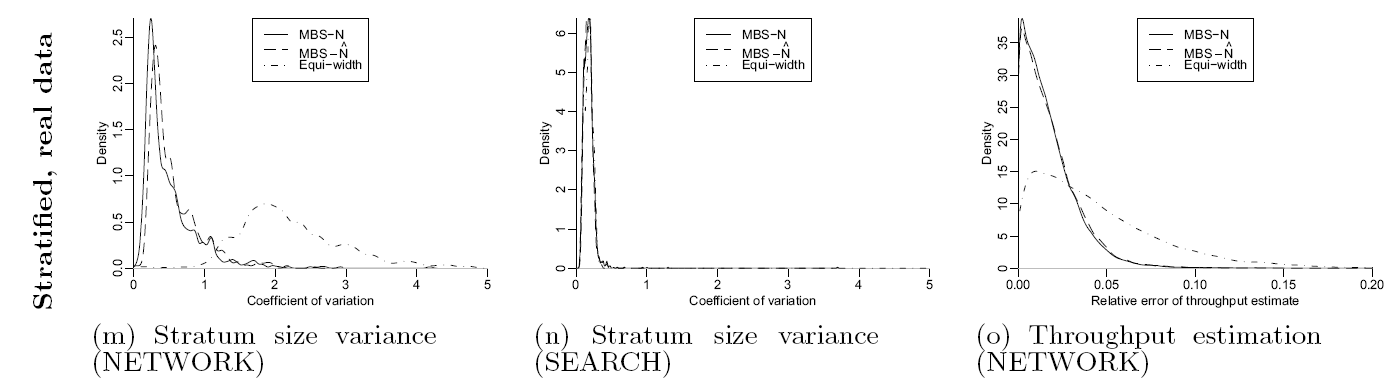 Stratified, real data
MBS−N
MBS−N̂
Equi−width
Density
0.0 0.5 1.0 1.5 2.0 2.5
0 1 2 3 4 5
Coefficient of variation
(m) Stratum size variance
(NETWORK)
MBS−N
MBS−N̂
Equi−width
Density
0 1 2 3 4 5 6
0 1 2 3 4 5
Coefficient of variation
(n) Stratum size variance
(SEARCH)
MBS−N
MBS−N̂
Equi−width
Density
0 5 10 15 20 25 30 35
0.00 0.05 0.10 0.15 0.20
Relative error of throughput estimate
(o) Throughput estimation
(NETWORK)